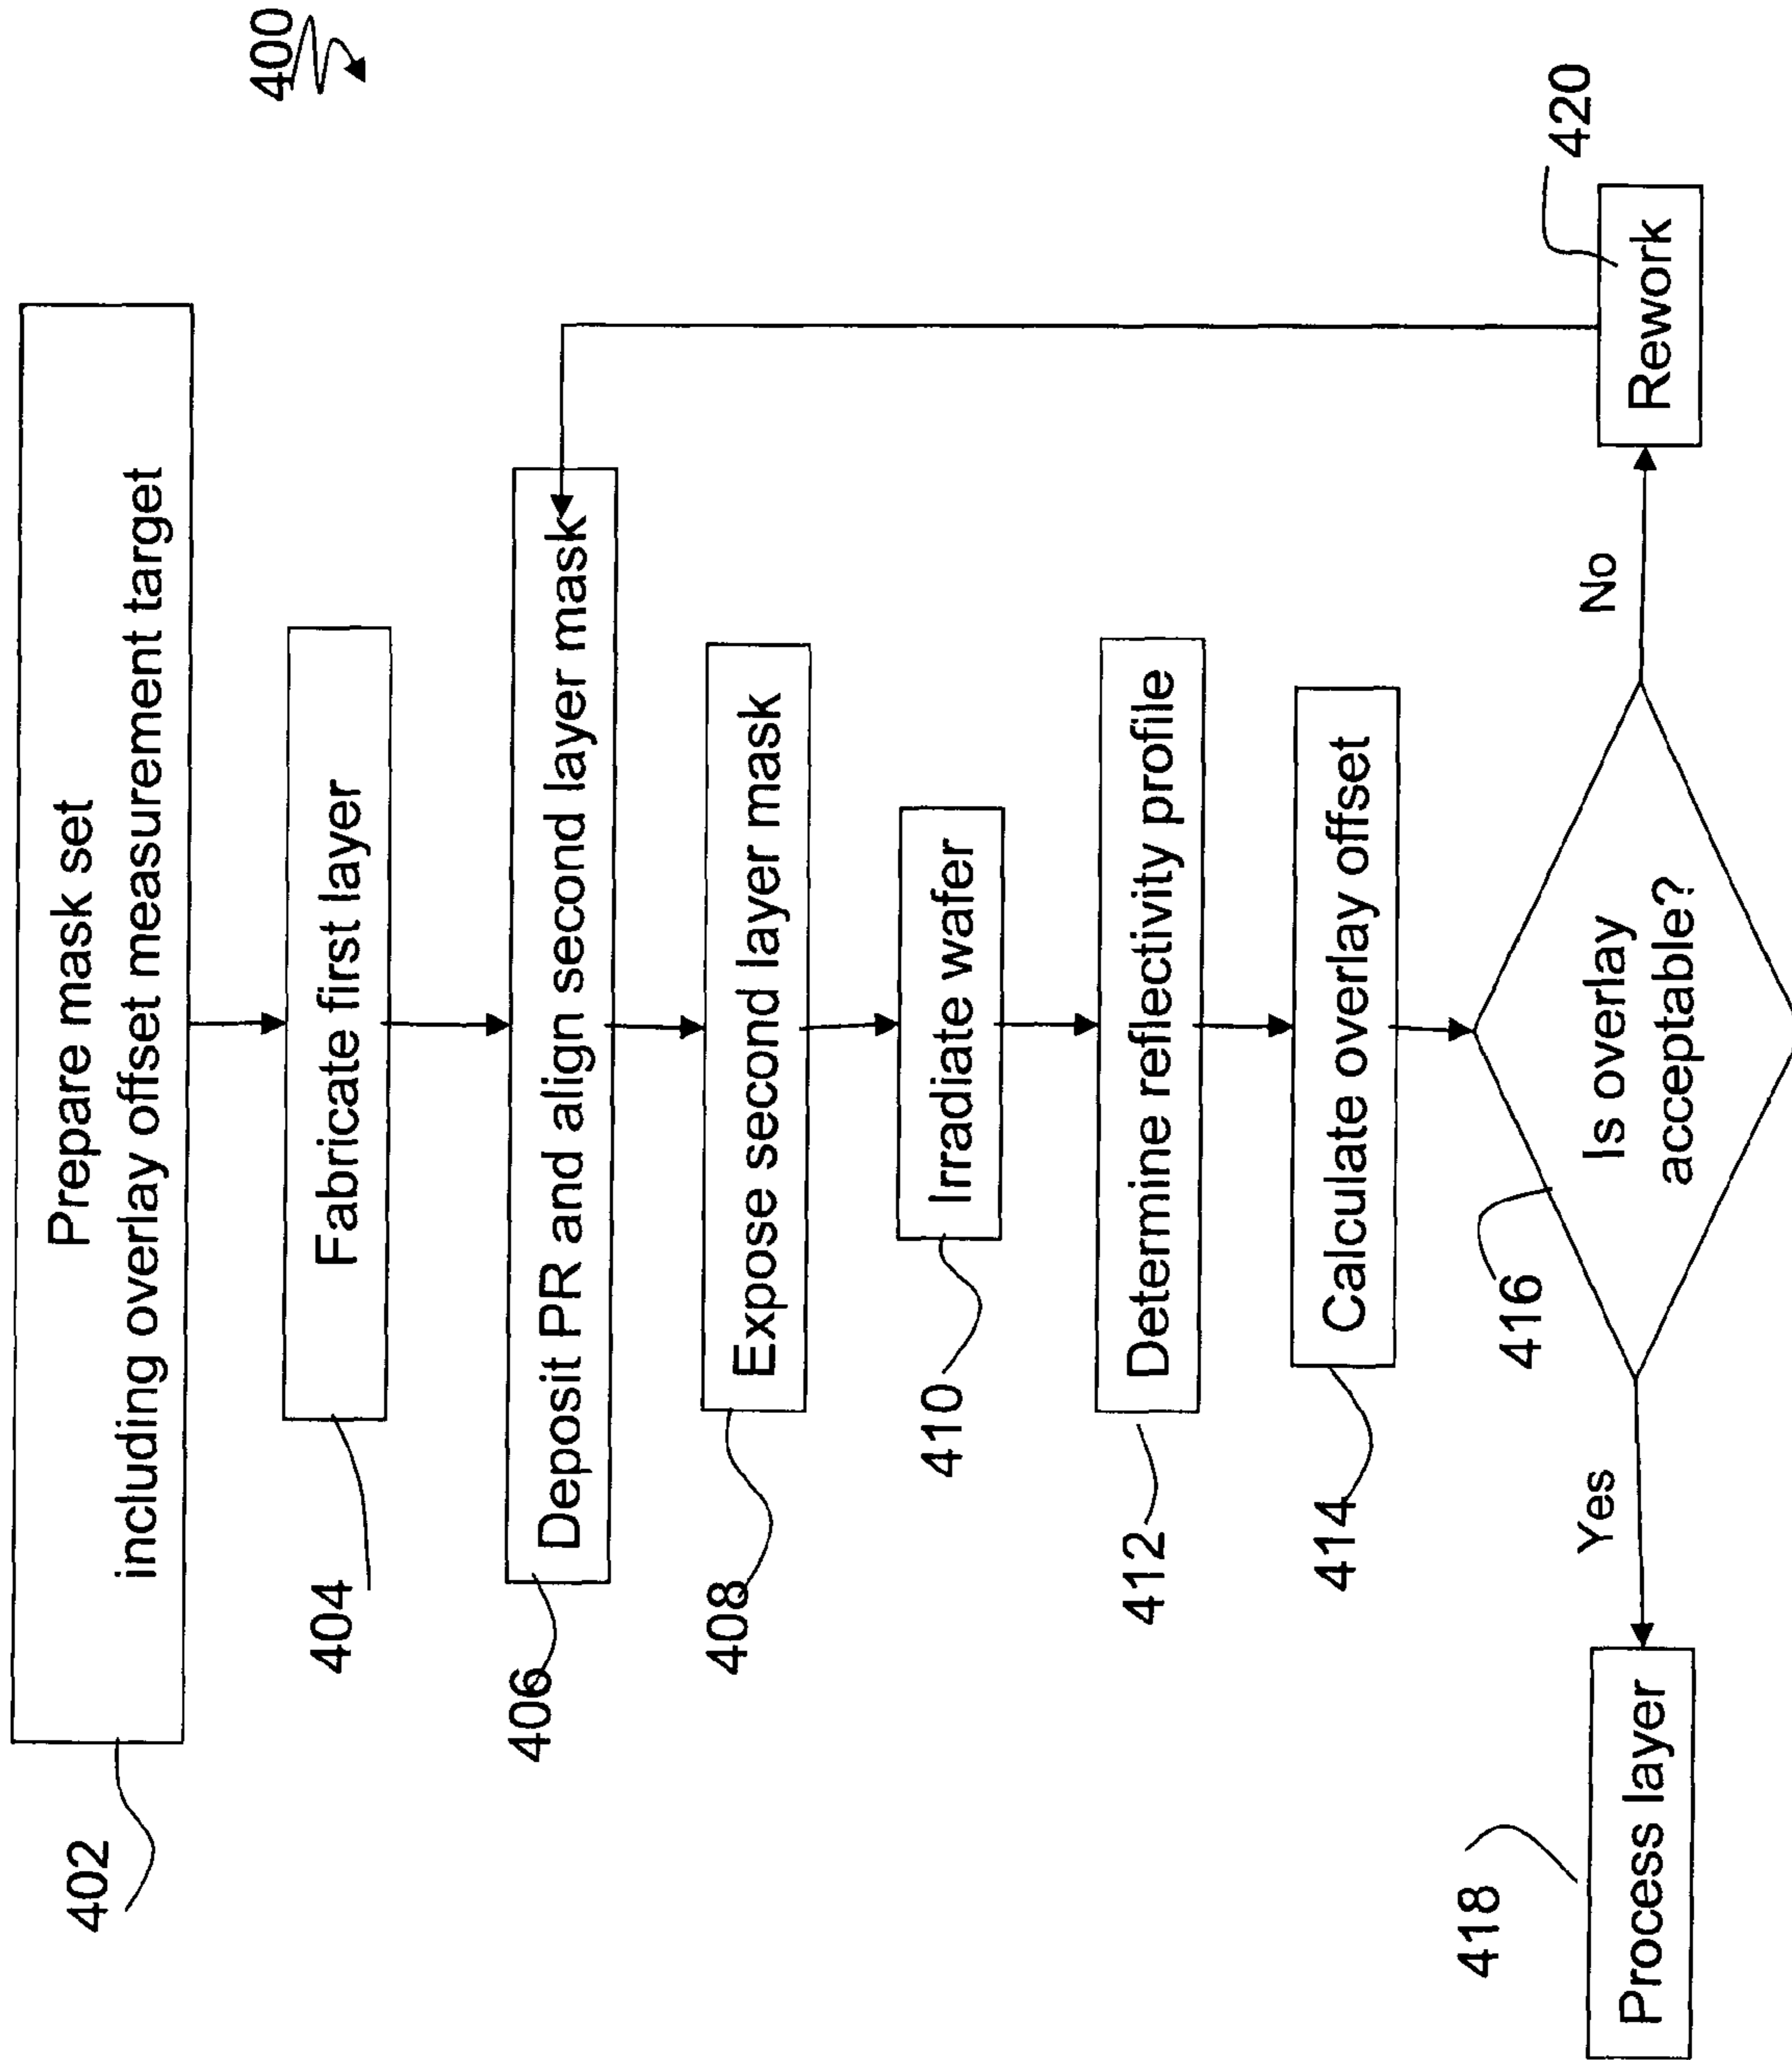 400
402
Prepare mask set
including overlay offset measurement target
404
Fabricate first layer
406
Deposit PR and align second layer mask
408
Expose second layer mask
410
Irradiate wafer
412
Determine reflectivity profile
414
Calculate overlay offset
416
Is overlay
acceptable?
Yes
No
418
Process layer
420
Rework